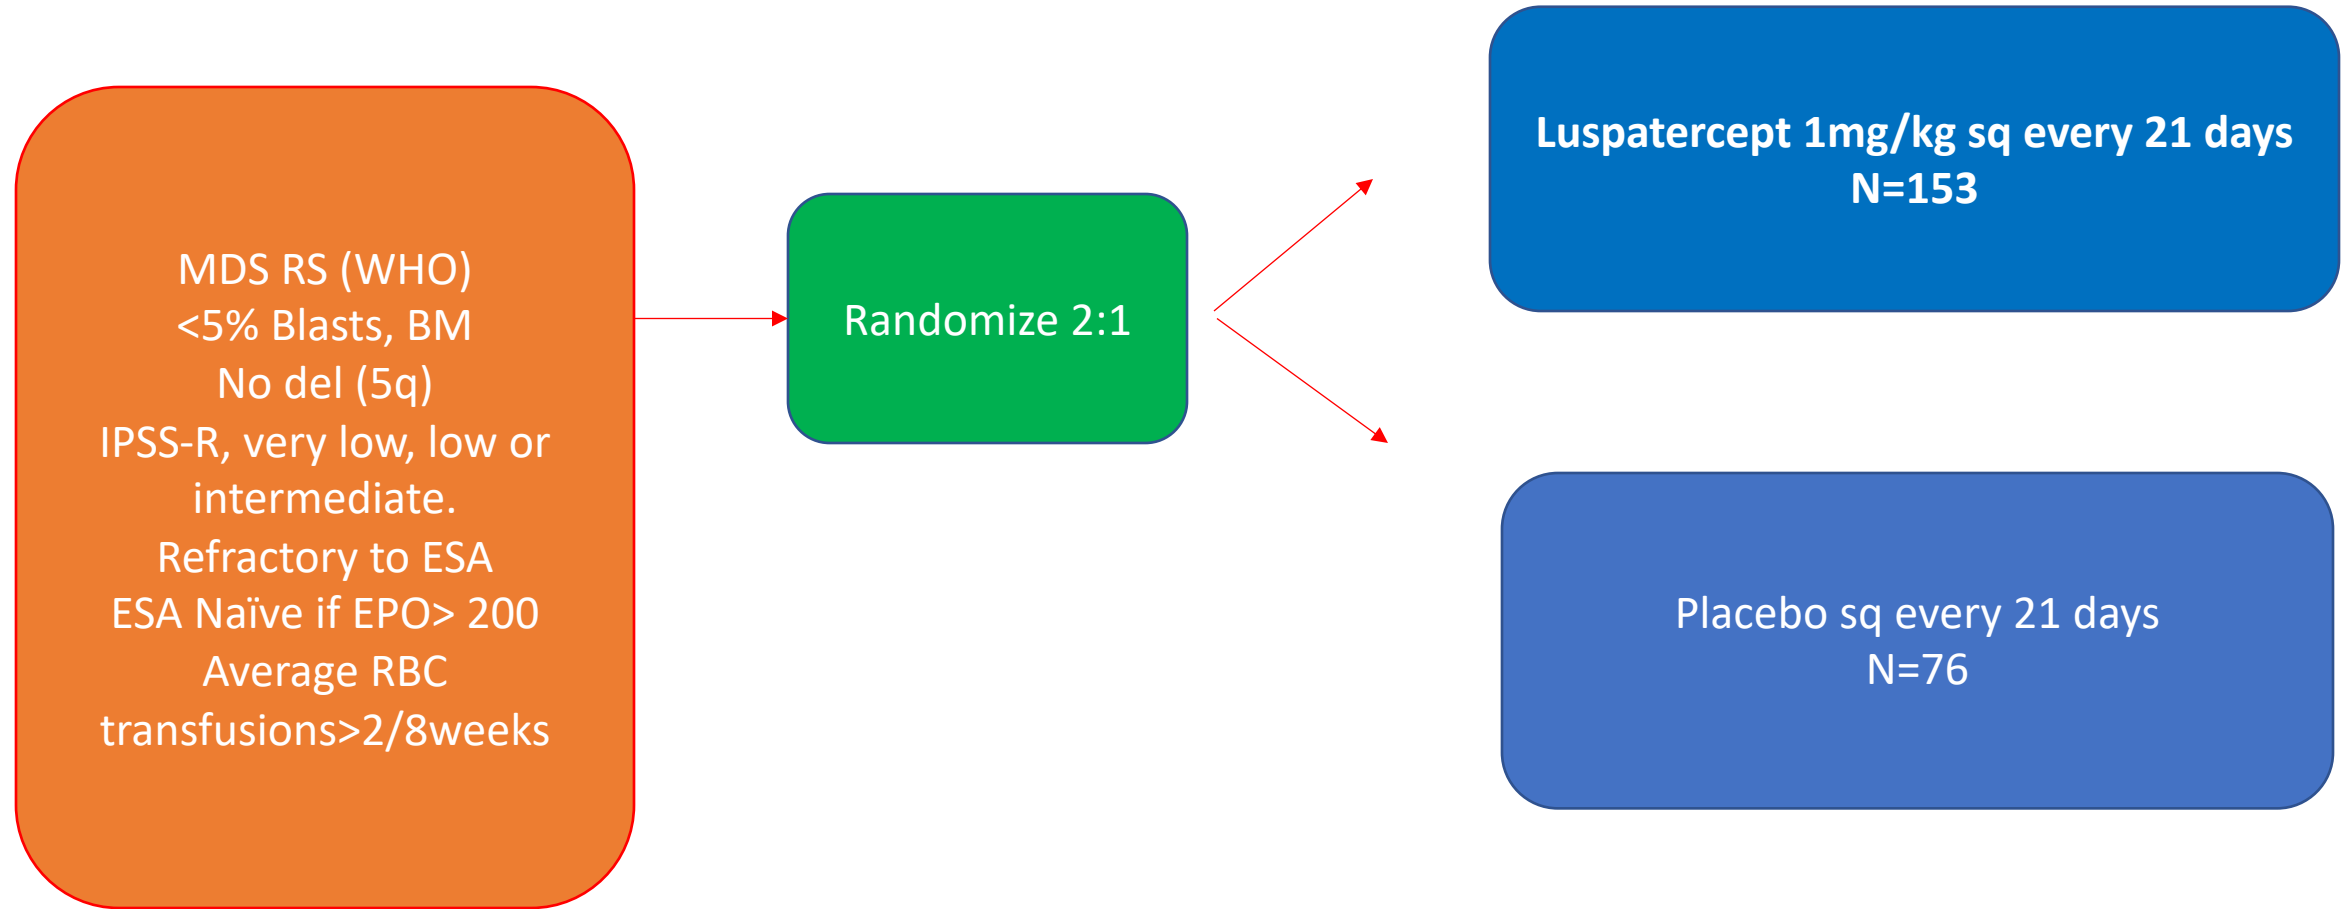 MDS RS (WHO)
<5% Blasts, BM
No del (5q)
IPSS-R, very low, low or
intermediate.
Refractory to ESA
ESA Naïve if EPO> 200
Average RBC
transfusions>2/8weeks
Randomize 2:1
Luspatercept 1mg/kg sq every 21 days
N=153
Placebo sq every 21 days
N=76